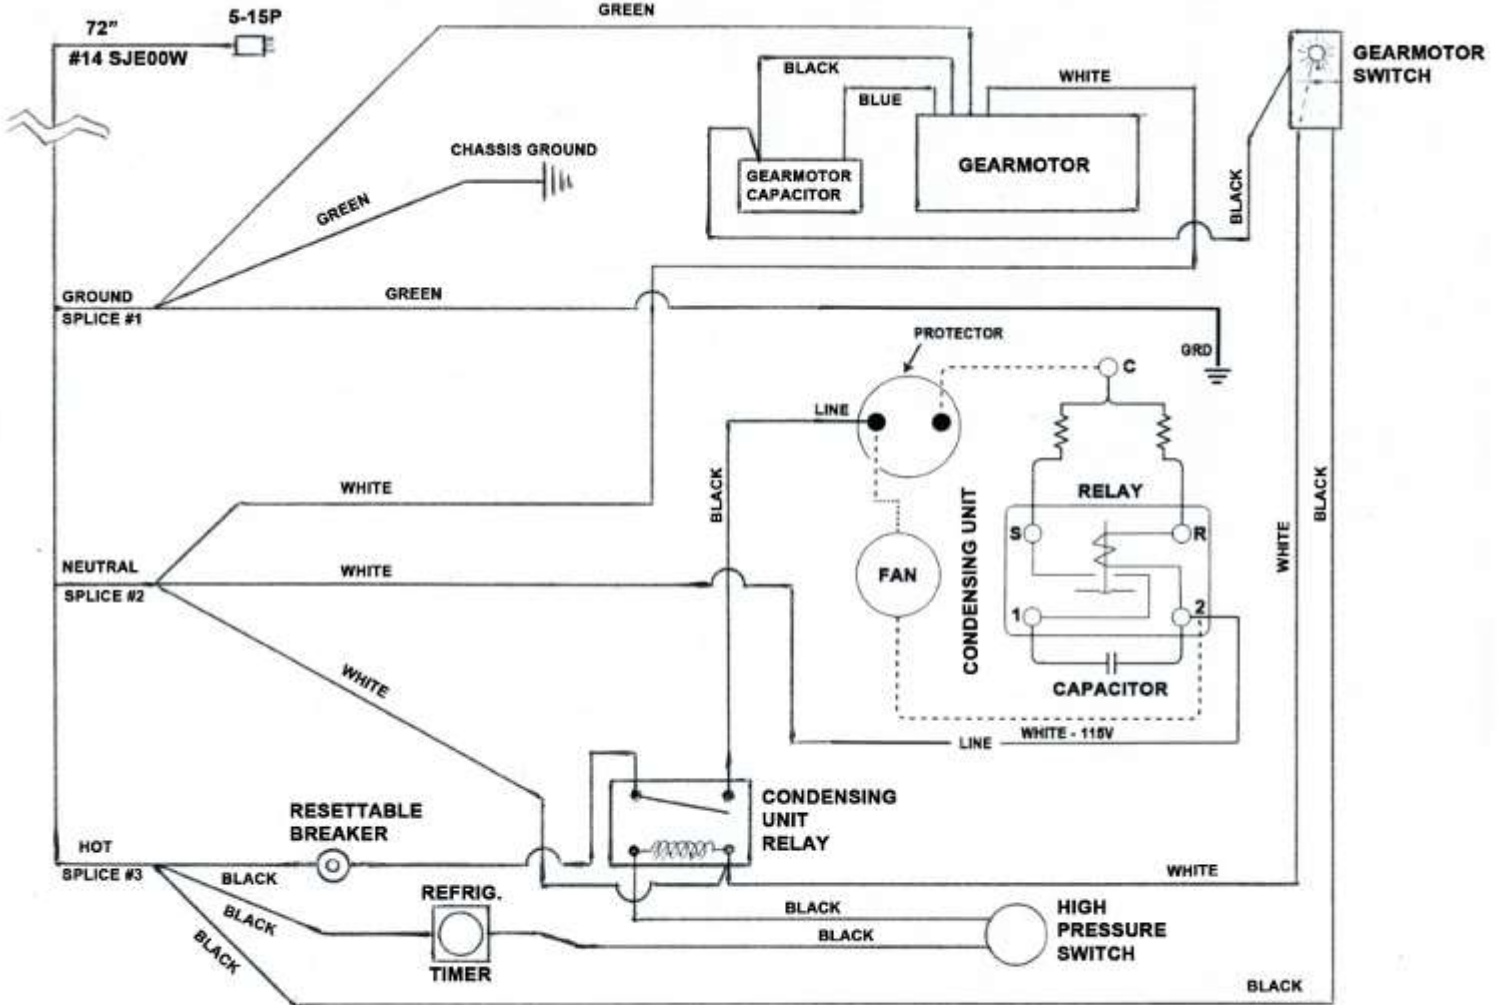 GREEN
5-15P
72"
#14 SJE00W
GEARMOTOR
SWITCH
BLACK
WHITE
BLUE
CHASSIS GROUND
GEARMOTOR
CAPACITOR
GEARMOTOR
GREEN
BLACK
GROUND
SPLICE #1
GREEN
PROTECTOR
GRD
C
LINE
BLACK
WHITE
RELAY
CONDENSING UNIT
BLACK
S
R
WHITE
NEUTRAL
SPLICE #2
WHITE
FAN
1
2
WHITE
CAPACITOR
WHITE - 115V
LINE
CONDENSING
UNIT
RELAY
RESETTABLE
BREAKER
HOT
SPLICE #3
BLACK
WHITE
REFRIG.
BLACK
BLACK
HIGH
PRESSURE
SWITCH
BLACK
BLACK
TIMER
BLACK